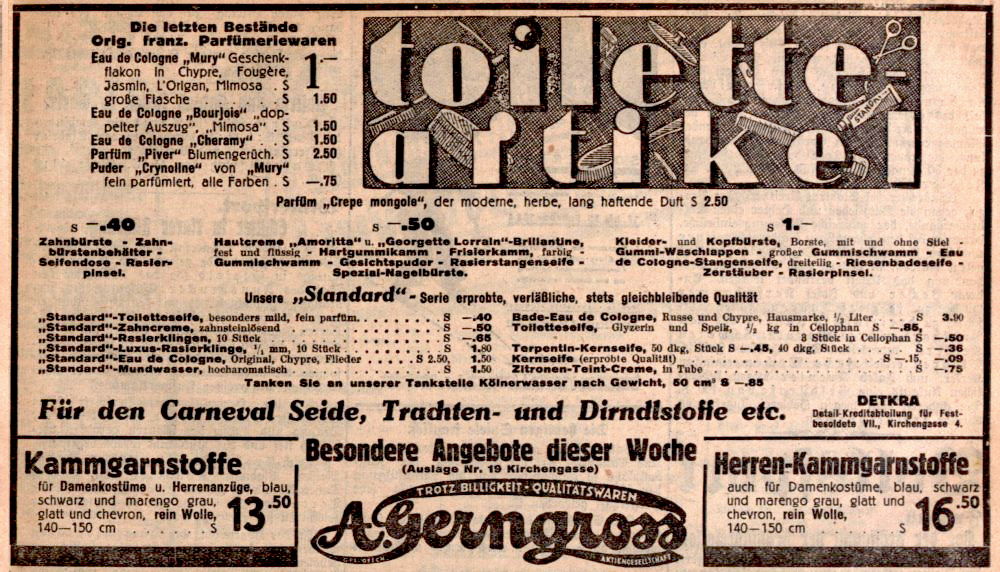 Die letzten Bestände
Orig. franz. Parfümeriewaren
Eau de Cologne „Mury“ Geschenk-
flakon in Chypre, Fougère,
Jasmin, L'Origan, Mimosa . S 1.—
große Flasche . . . . . S 1.50
Eau de Cologne „Bourjois“ „dop-
pelter Auszug“, „Mimosa“ . S 1.50
Eau de Cologne „Cheramy“ . . S 1.50
Parfüm „Piver“ Blumengerüch. S 2.50
Puder „Crynoline“ von „Mury“
fein parfümiert, alle Farben . S —.75
toilette-
artikel
STANDARD
Parfüm „Crepe mongole“, der moderne, herbe, lang haftende Duft S 2.50
S —.40
Zahnbürste - Zahn-
bürstenbehälter -
Seifendose - Rasier-
pinsel.
S —.50
Hautcreme „Amoritta“ u. „Georgette Lorrain“-Brillantine,
fest und flüssig - Hartgummikamm - Frisierkamm, farbig -
Gummischwamm - Gesichtspuder - Rasierstangenseife -
Spezial-Nagelbürste.
S 1.—
Kleider- und Kopfbürste, Borste, mit und ohne Stiel -
Gummi-Waschlappen - großer Gummischwamm - Eau
de Cologne-Stangenseife, dreiteilig - Riesenbadeseife -
Zerstäuber - Rasierpinsel.
Unsere „Standard“- Serie erprobte, verläßliche, stets gleichbleibende Qualität
„Standard“-Toiletteseife, besonders mild, fein parfüm. . . . S —.40
„Standard“-Zahncreme, zahnsteinlösend . . . . S —.50
„Standard“-Rasierklingen, 10 Stück . . . . S —.65
„Standard“-Luxus-Rasierklinge, 1/1 mm, 10 Stück . . . . S 1.80
„Standard“-Eau de Cologne, Original, Chypre, Flieder . . . S 2.50, 1.50
„Standard“-Mundwasser, hocharomatisch . . . . S 1.50
Bade-Eau de Cologne, Russe und Chypre, Hausmarke, 1/2 Liter . . S 3.90
Toiletteseife, Glyzerin und Speik, 1/2 kg in Cellophan S —.85,
3 Stück in Cellophan S —.50
Terpentin-Kernseife, 50 dkg, Stück S —.45, 40 dkg, Stück . . . S —.36
Kernseife (erprobte Qualität) . . . . S —.15, —.09
Zitronen-Teint-Creme, in Tube . . . . S —.75
Tanken Sie an unserer Tankstelle Kölnerwasser nach Gewicht, 50 cm³ S —.85
Für den Carneval Seide, Trachten- und Dirndlstoffe etc.
DETKRA
Detail-Kreditabteilung für Fest-
besoldete VII., Kirchengasse 4.
Kammgarnstoffe
für Damenkostüme u. Herrenanzüge, blau,
schwarz und marengo grau,
glatt und chevron, rein Wolle,
140—150 cm . . . . . S 13.50
Besondere Angebote dieser Woche
(Auslage Nr. 19 Kirchengasse)
TROTZ BILLIGKEIT - QUALITÄTSWAREN
A. Gerngross
GES. GESCH.
AKTIENGESELLSCHAFT
Herren-Kammgarnstoffe
auch für Damenkostüme, blau, schwarz
und marengo grau, glatt und
chevron, rein Wolle,
140—150 cm . . . . S 16.50